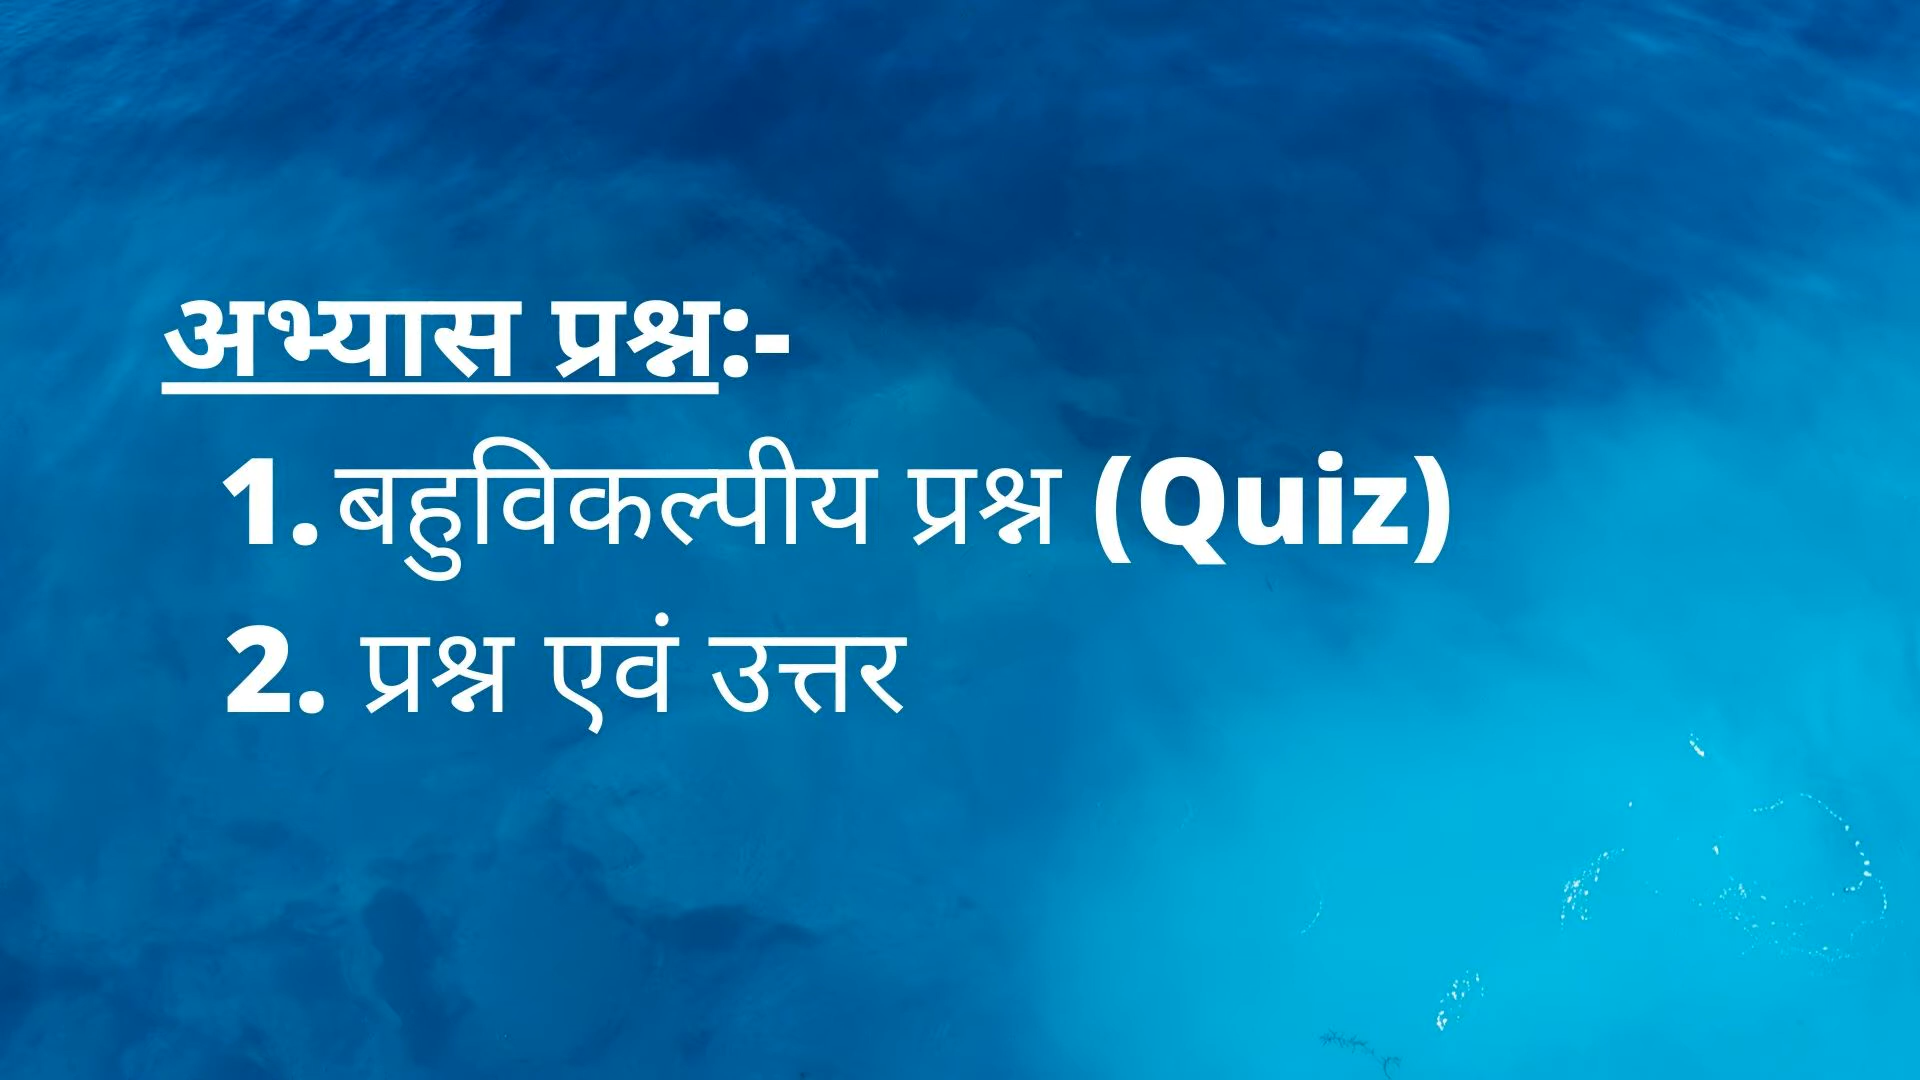 अभ्यास प्रश्न:-
1. बहुविकल्पीय प्रश्न (Quiz)
2. प्रश्न एवं उत्तर